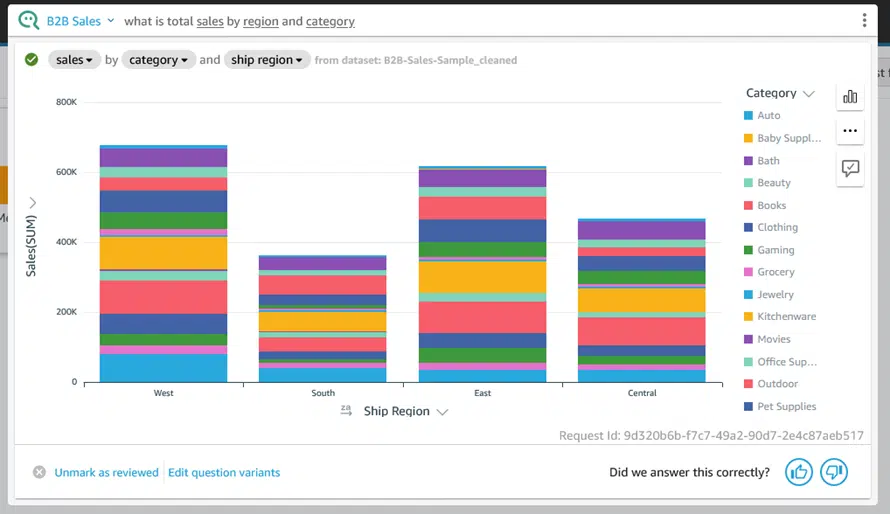 B2B Sales what is total sales by region and category
sales by category and ship region from dataset: B2B-Sales-Sample_cleaned
800K
600K
400K
200K
0
Sales(SUM)
West South East Central
Ship Region
Category
Auto
Baby Suppl...
Bath
Beauty
Books
Clothing
Gaming
Grocery
Jewelry
Kitchenware
Movies
Office Sup...
Outdoor
Pet Supplies
Request Id: 9d320b6b-f7c7-49a2-90d7-2e4c87aeb517
Unmark as reviewed Edit question variants Did we answer this correctly?